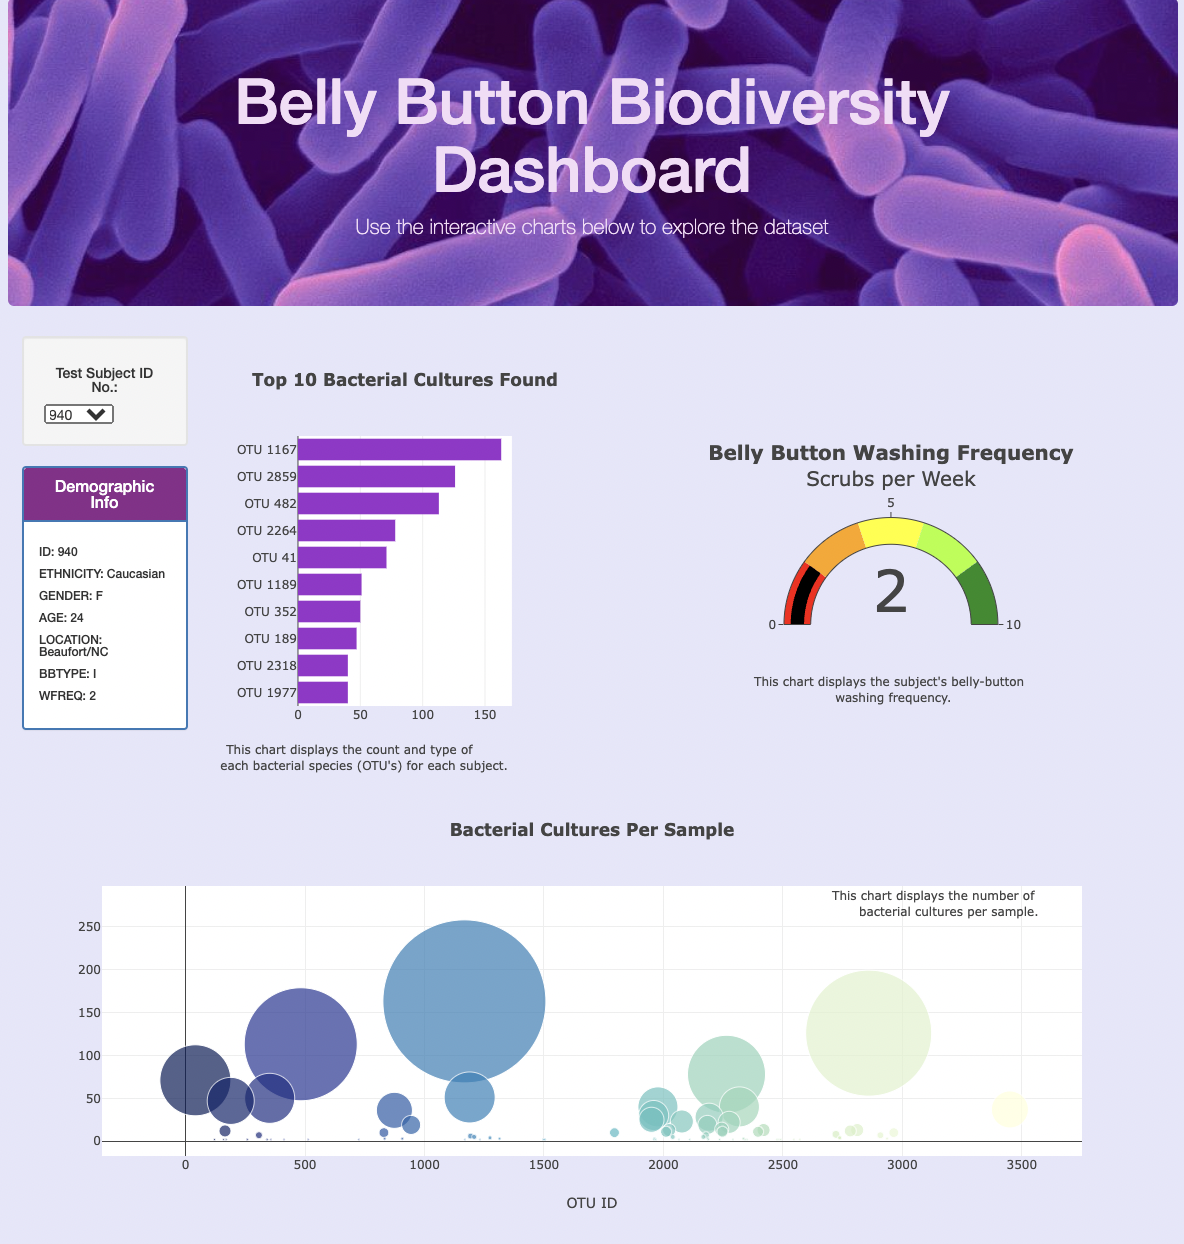 Belly Button Biodiversity
Dashboard
Use the interactive charts below to explore the dataset
Test Subject ID
No.:
940
Demographic
Info
ID: 940
ETHNICITY: Caucasian
GENDER: F
AGE: 24
LOCATION:
Beaufort/NC
BBTYPE: I
WFREQ: 2
Top 10 Bacterial Cultures Found
OTU 1167
OTU 2859
OTU 482
OTU 2264
OTU 41
OTU 1189
OTU 352
OTU 189
OTU 2318
OTU 1977
0 50 100 150
This chart displays the count and type of
each bacterial species (OTU's) for each subject.
Belly Button Washing Frequency
Scrubs per Week
5
2
0 10
This chart displays the subject's belly-button
washing frequency.
Bacterial Cultures Per Sample
This chart displays the number of
bacterial cultures per sample.
250
200
150
100
50
0
0 500 1000 1500 2000 2500 3000 3500
OTU ID